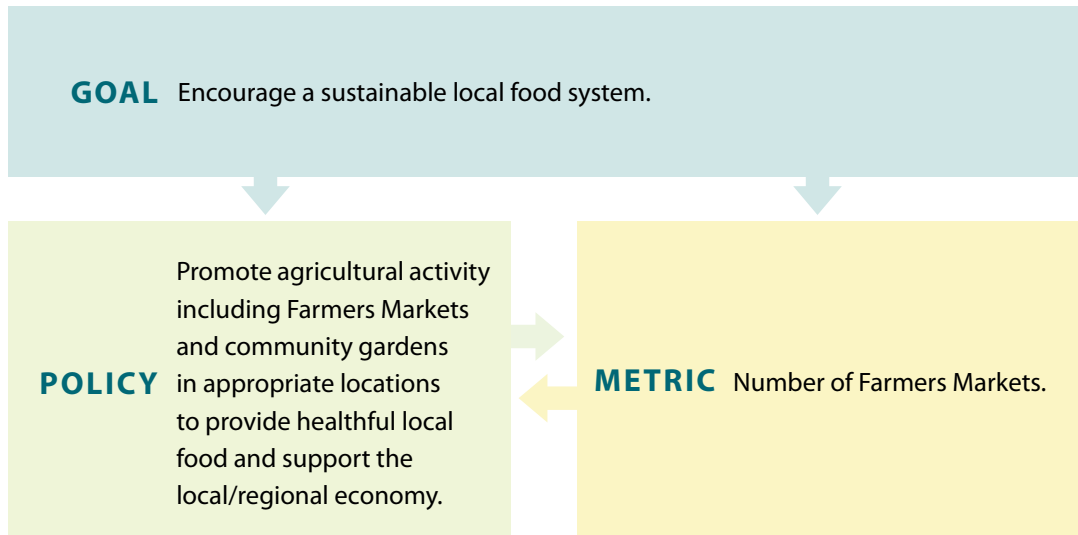 GOAL Encourage a sustainable local food system.
POLICY
Promote agricultural activity
including Farmers Markets
and community gardens
in appropriate locations
to provide healthful local
food and support the
local/regional economy.
METRIC Number of Farmers Markets.